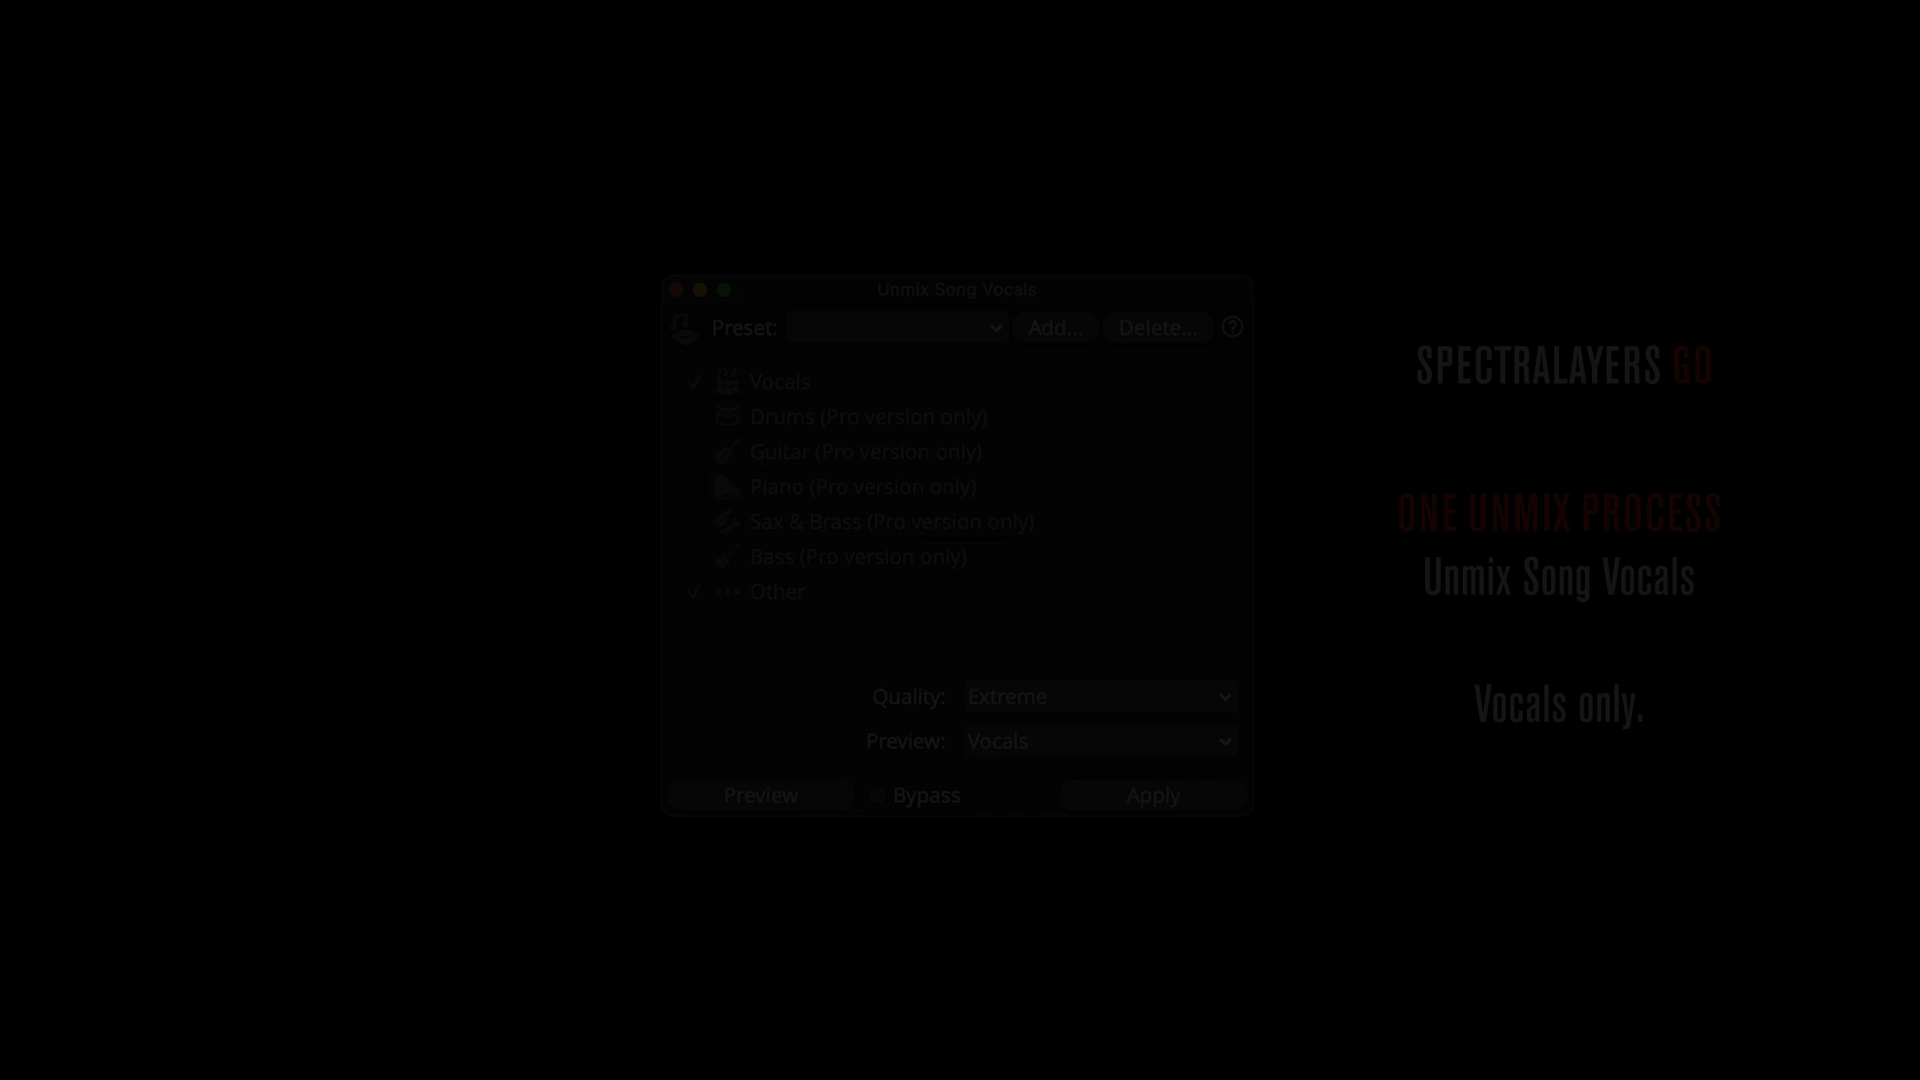 Unmix Song Vocals
Preset:
Add...
Delete...
Vocals
Drums (Pro version only)
Guitar (Pro version only)
Piano (Pro version only)
Sax & Brass (Pro version only)
Bass (Pro version only)
Other
Quality: Extreme
Preview: Vocals
Preview
Bypass
Apply
SPECTRALAYERS GO
ONE UNMIX PROCESS
Unmix Song Vocals
Vocals only.